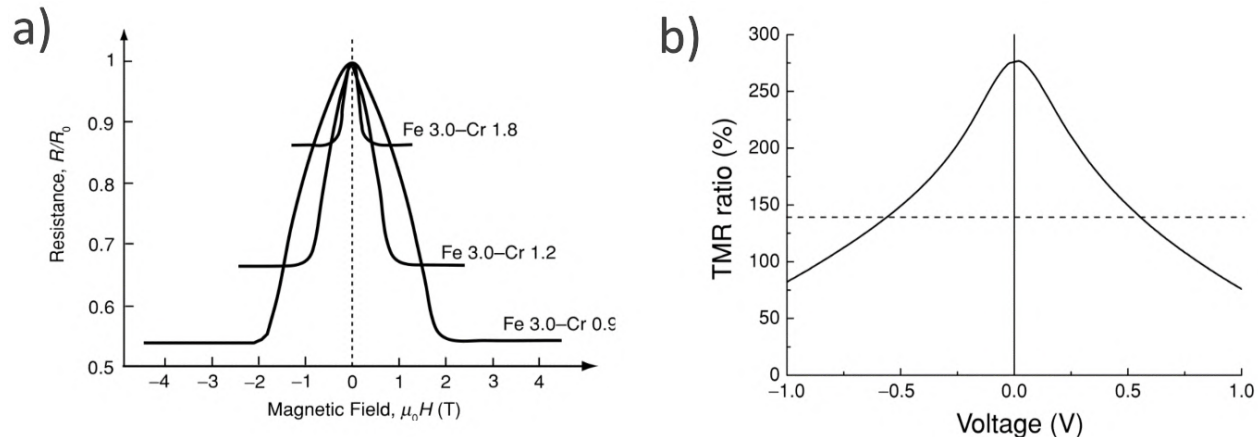 a)
Resistance, R/R₀
1
0.9
0.8
0.7
0.6
0.5
Fe 3.0–Cr 1.8
Fe 3.0–Cr 1.2
Fe 3.0–Cr 0.9
−4 −3 −2 −1 0 1 2 3 4
Magnetic Field, μ₀H (T)
b)
TMR ratio (%)
300
250
200
150
100
50
0
−1.0 −0.5 0.0 0.5 1.0
Voltage (V)